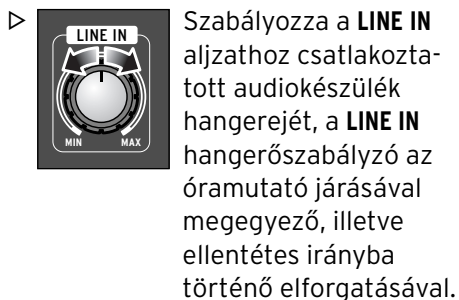 LINE IN
MIN MAX
Szabályozza a LINE IN
aljzathoz csatlakozta-
tott audiokészülék
hangerejét, a LINE IN
hangerőszabályzó az
óramutató járásával
megegyező, illetve
ellentétes irányba
történő elforgatásával.